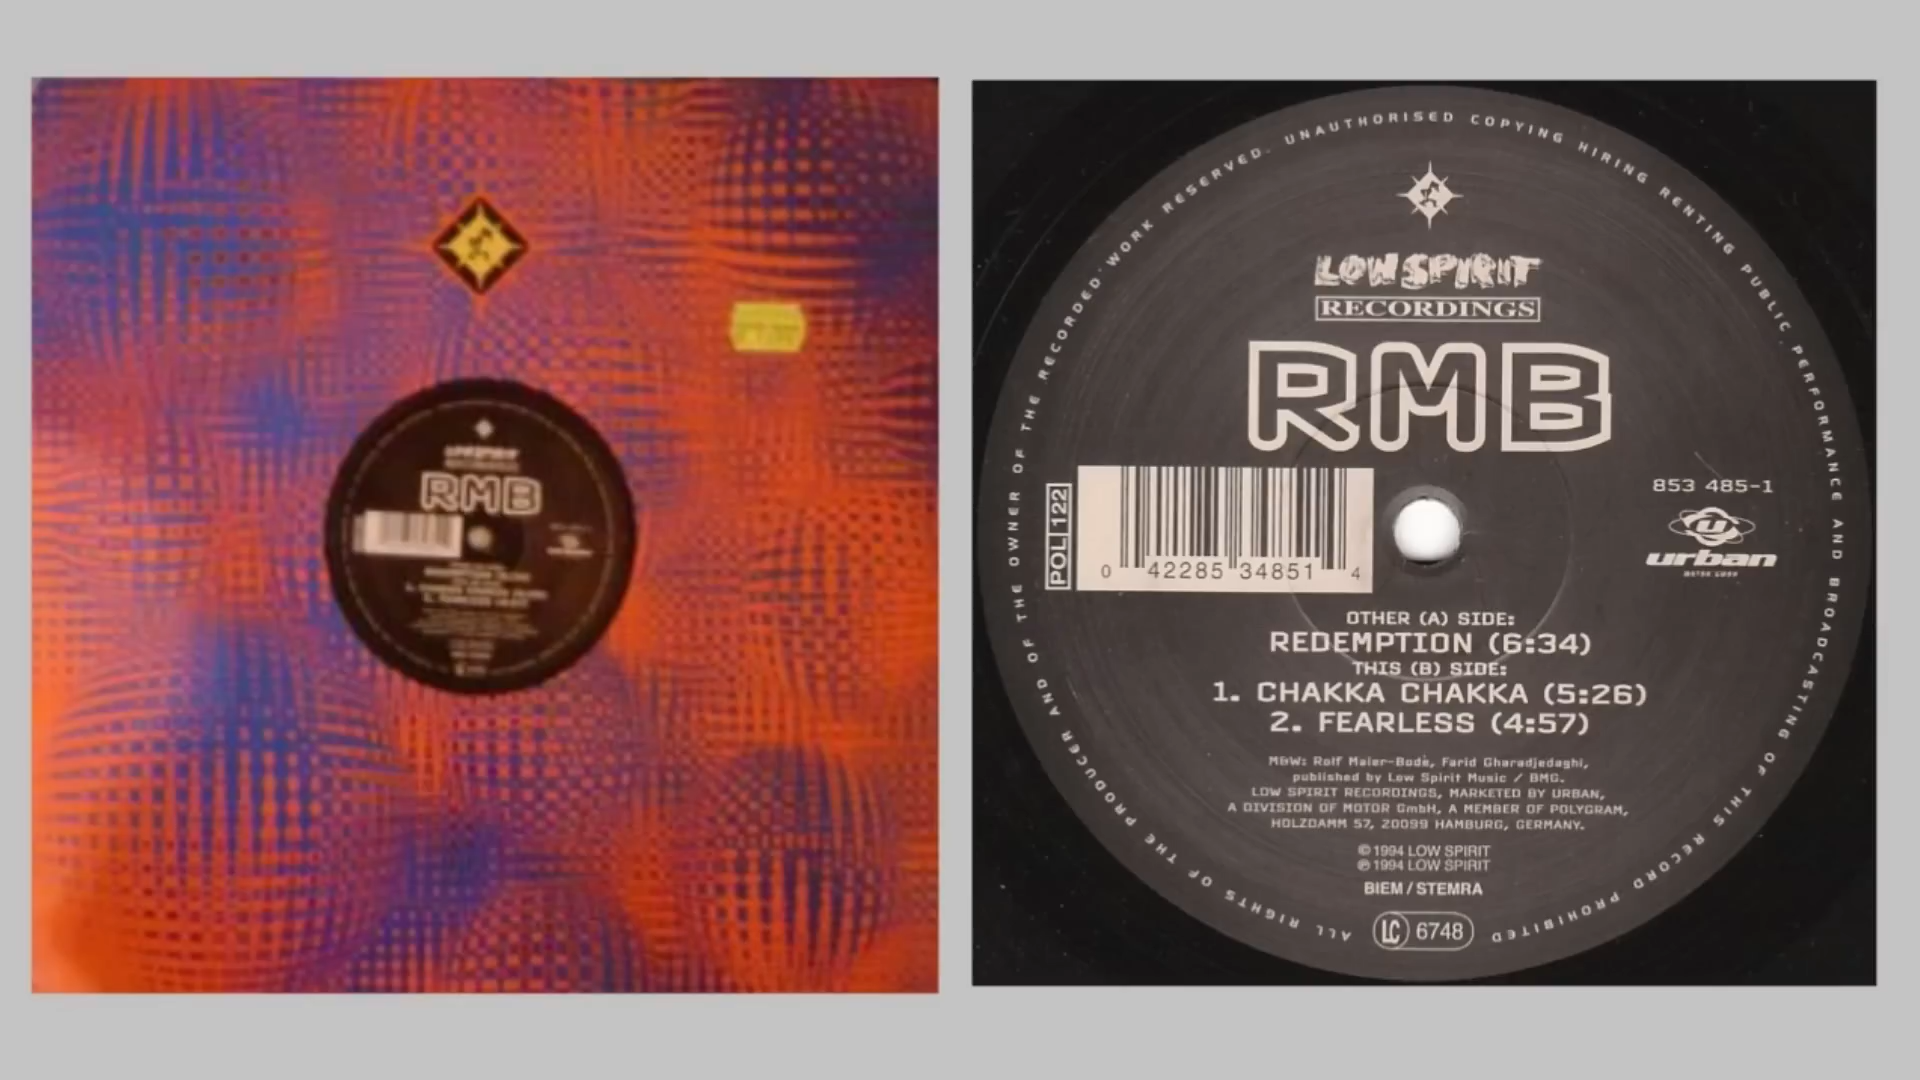 RMB
ALL RIGHTS OF THE PRODUCER AND OF THE OWNER OF THE RECORDED WORK RESERVED. UNAUTHORISED COPYING HIRING RENTING PUBLIC PERFORMANCE AND BROADCASTING OF THIS RECORD PROHIBITED
LOW SPIRIT
RECORDINGS
RMB
853 485-1
POL 122
0 42285 34851 4
U
urban
OTHER (A) SIDE:
REDEMPTION (6:34)
THIS (B) SIDE:
1. CHAKKA CHAKKA (5:26)
2. FEARLESS (4:57)
M&W: Rolf Maier-Bode, Farid Gharadjedaghi,
published by Low Spirit Music / BMG.
LOW SPIRIT RECORDINGS, MARKETED BY URBAN,
A DIVISION OF MOTOR GmbH, A MEMBER OF POLYGRAM,
HOLZDAMM 57, 20099 HAMBURG, GERMANY.
© 1994 LOW SPIRIT
℗ 1994 LOW SPIRIT
BIEM / STEMRA
LC 6748